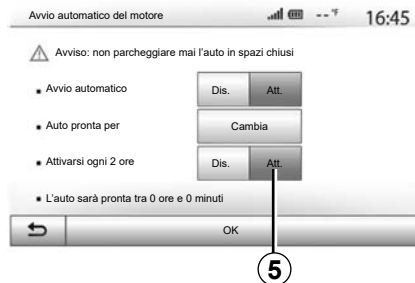 Avvio automatico del motore --°F 16:45
Avviso: non parcheggiare mai l'auto in spazi chiusi
Avvio automatico Dis. Att.
Auto pronta per Cambia
Attivarsi ogni 2 ore Dis. Att.
L'auto sarà pronta tra 0 ore e 0 minuti
OK
5